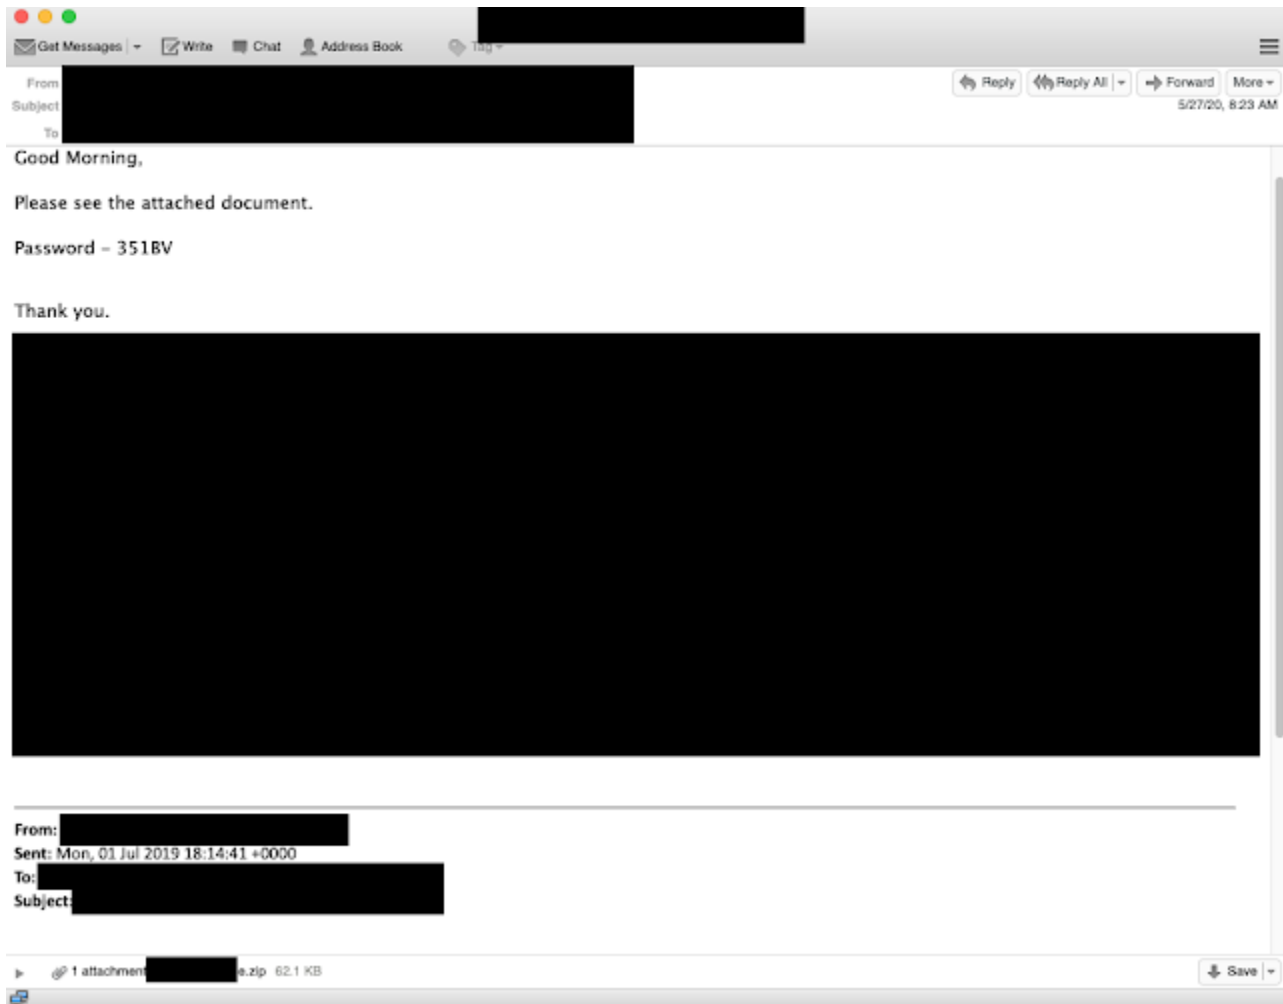 Get Messages Write Chat Address Book Tag
From
Reply Reply All Forward More
Subject
5/27/20, 8:23 AM
To
Good Morning,
Please see the attached document.
Password – 351BV
Thank you.
From:
Sent: Mon, 01 Jul 2019 18:14:41 +0000
To:
Subject:
1 attachment e.zip 62.1 KB Save